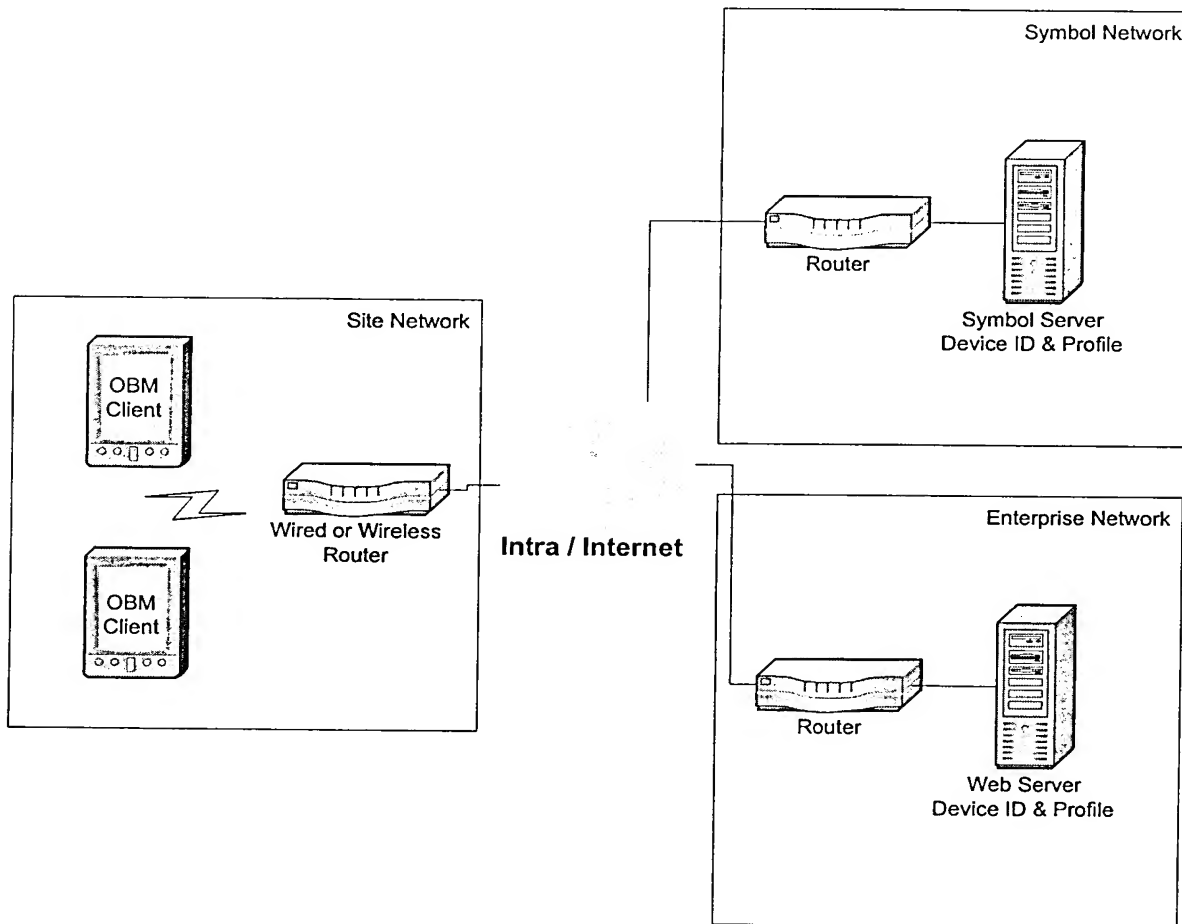 Symbol Network
Router
Symbol Server
Device ID & Profile
Site Network
OBM
Client
Wired or Wireless
Router
OBM
Client
Intra / Internet
Enterprise Network
Router
Web Server
Device ID & Profile